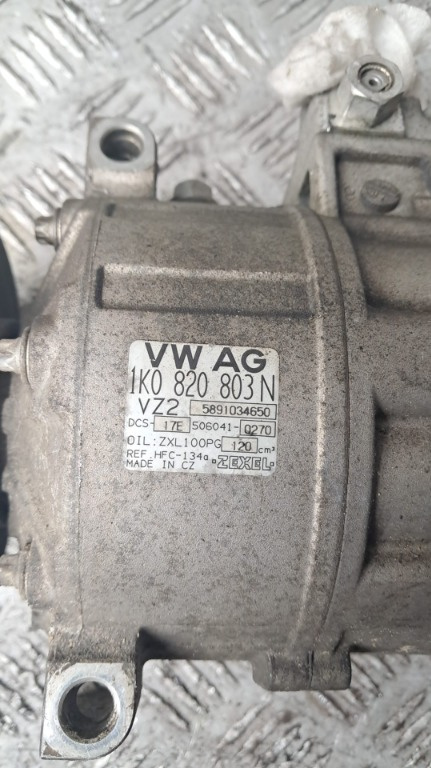 VW AG
1K0 820 803 N
VZ2 5891034650
DCS-17E 506041-0270
OIL:ZXL100PG 120 cm³
REF.HFC-134a ZEXEL
MADE IN CZ